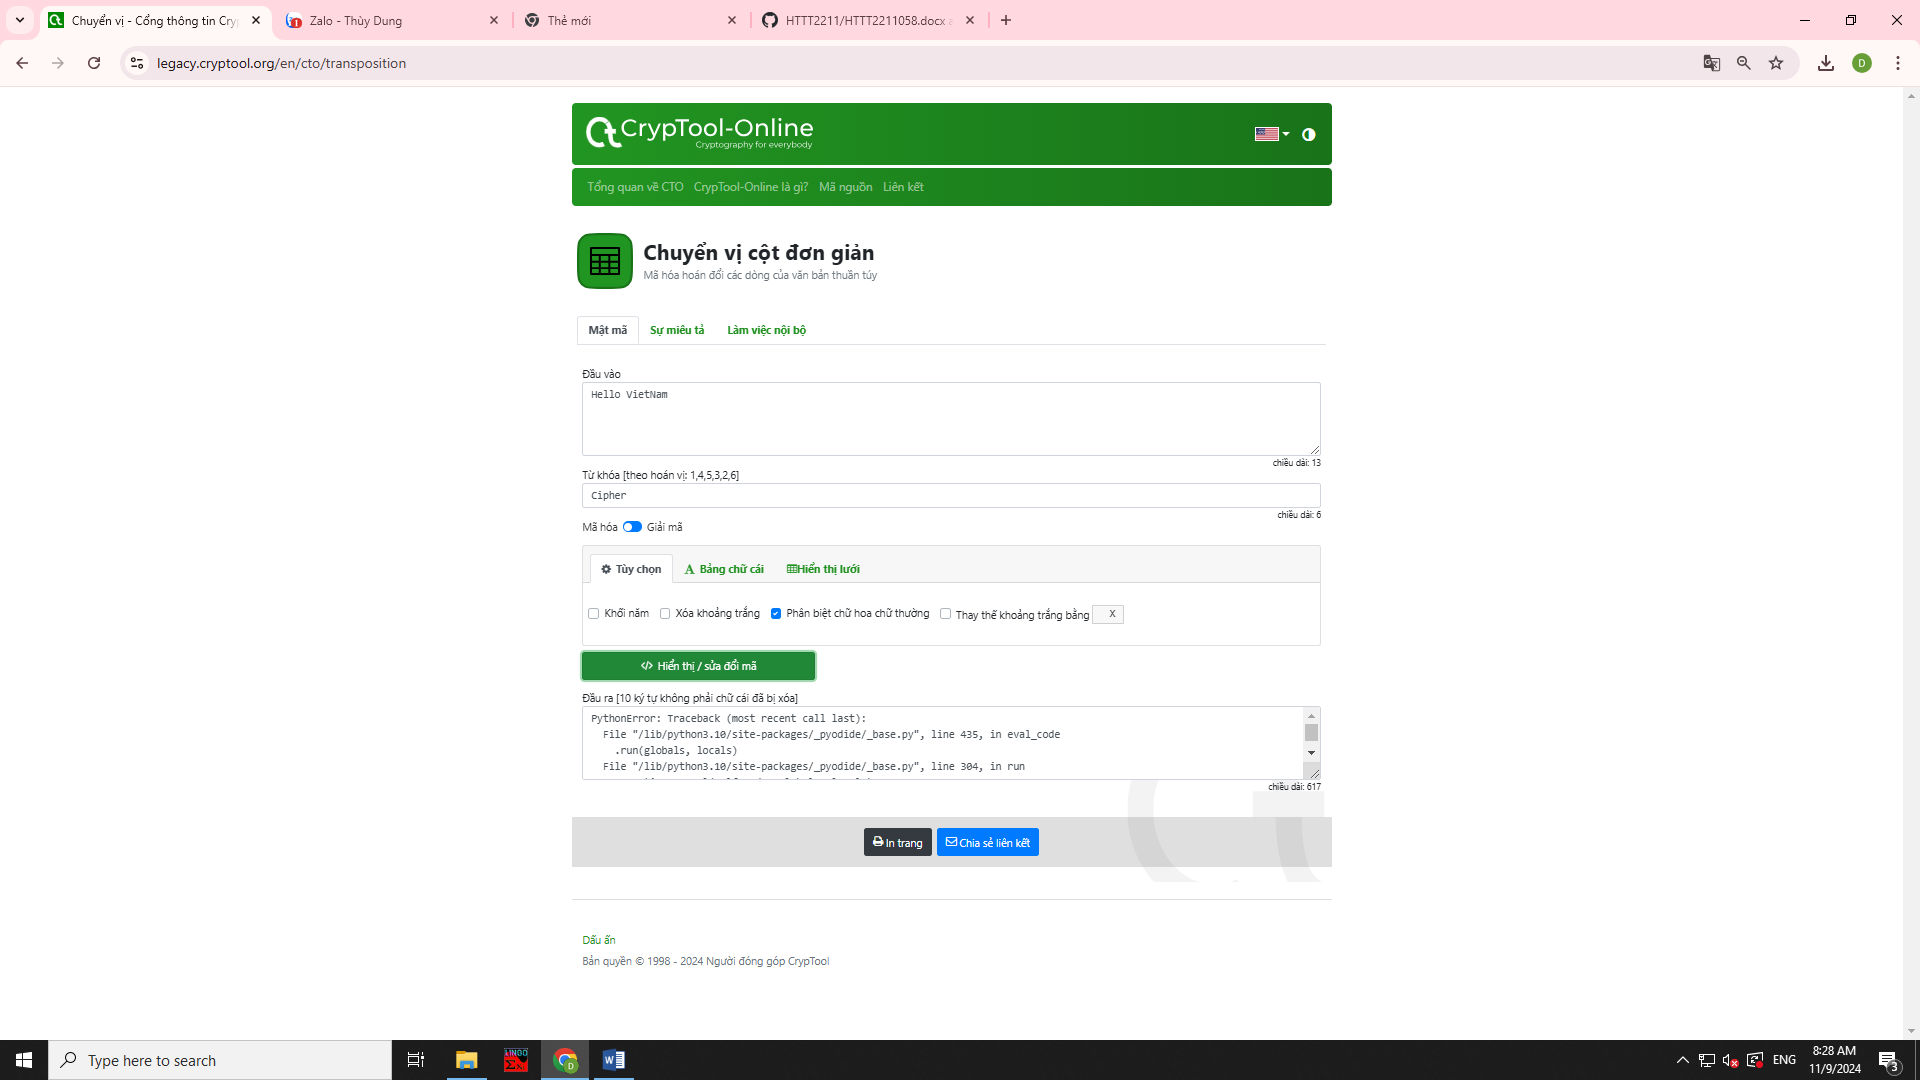 Chuyển vị - Cổng thông tin Cryp
Zalo - Thùy Dung
Thẻ mới
HTTT2211/HTTT2211058.docx a
legacy.cryptool.org/en/cto/transposition
D
CrypTool-Online
Cryptography for everybody
Tổng quan về CTO CrypTool-Online là gì? Mã nguồn Liên kết
Chuyển vị cột đơn giản
Mã hóa hoán đổi các dòng của văn bản thuần túy
Mật mã Sự miêu tả Làm việc nội bộ
Đầu vào
Hello VietNam
chiều dài: 13
Từ khóa [theo hoán vị: 1,4,5,3,2,6]
Cipher
chiều dài: 6
Mã hóa Giải mã
Tùy chọn A Bảng chữ cái Hiển thị lưới
Khối năm Xóa khoảng trắng Phân biệt chữ hoa chữ thường Thay thế khoảng trắng bằng X
</> Hiển thị / sửa đổi mã
Đầu ra [10 ký tự không phải chữ cái đã bị xóa]
PythonError: Traceback (most recent call last):
File "/lib/python3.10/site-packages/_pyodide/_base.py", line 435, in eval_code
.run(globals, locals)
File "/lib/python3.10/site-packages/_pyodide/_base.py", line 304, in run
chiều dài: 617
In trang Chia sẻ liên kết
Dấu ấn
Bản quyền © 1998 - 2024 Người đóng góp CrypTool
Type here to search
LINGO
ENG
8:28 AM
11/9/2024
3